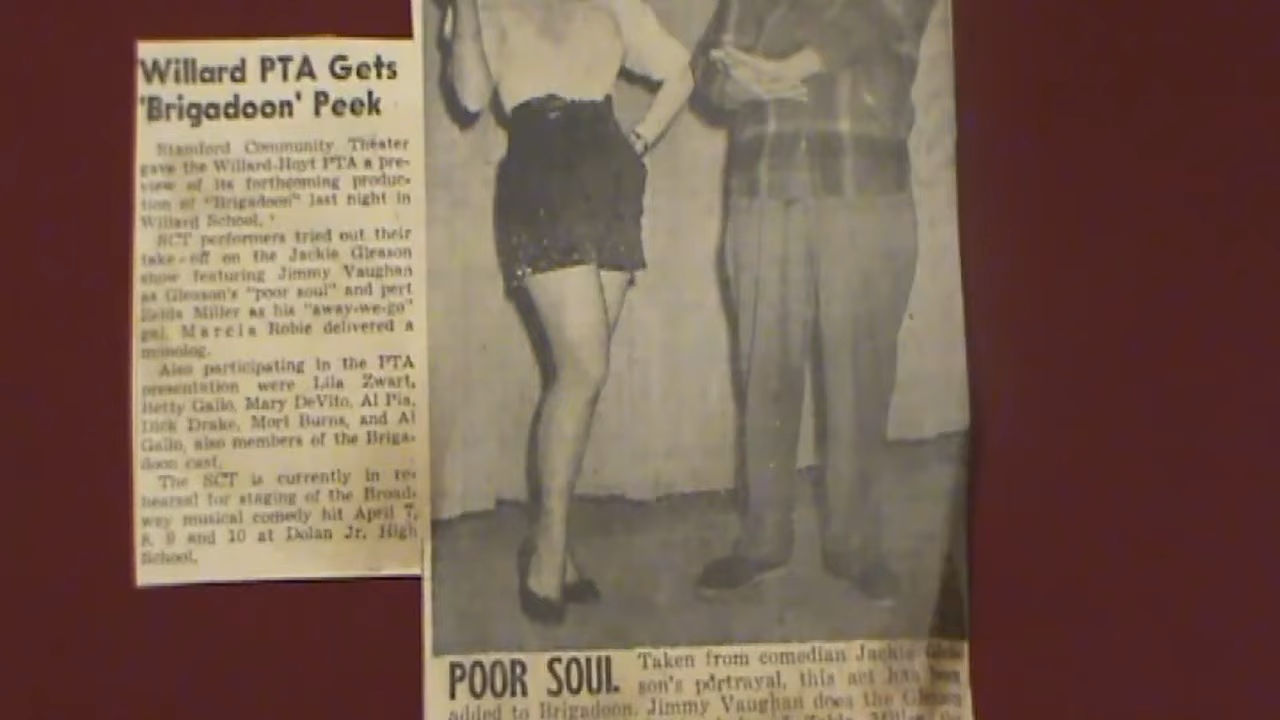 Willard PTA Gets
'Brigadoon' Peek
Stamford Community Theater
gave the Willard-Hoyt PTA a pre-
view of its forthcoming produc-
tion of "Brigadoon" last night in
Willard School.
SCT performers tried out their
take-off on the Jackie Gleason
show featuring Jimmy Vaughan
as Gleason's "poor soul" and pert
Zelda Miller as his "away-we-go"
gal. Marcia Robie delivered a
monolog.
Also participating in the PTA
presentation were Lila Zwart,
Betty Gallo, Mary DeVito, Al Pia,
Dick Drake, Mort Burns, and Al
Gallo, also members of the Briga-
doon cast.
The SCT is currently in re-
hearsal for staging of the Broad-
way musical comedy hit April 7,
8, 9 and 10 at Dolan Jr. High
School.
POOR SOUL
Taken from comedian Jackie Glea
son's portrayal, this act has been
added to Brigadoon. Jimmy Vaughan does the Gleason
Miller